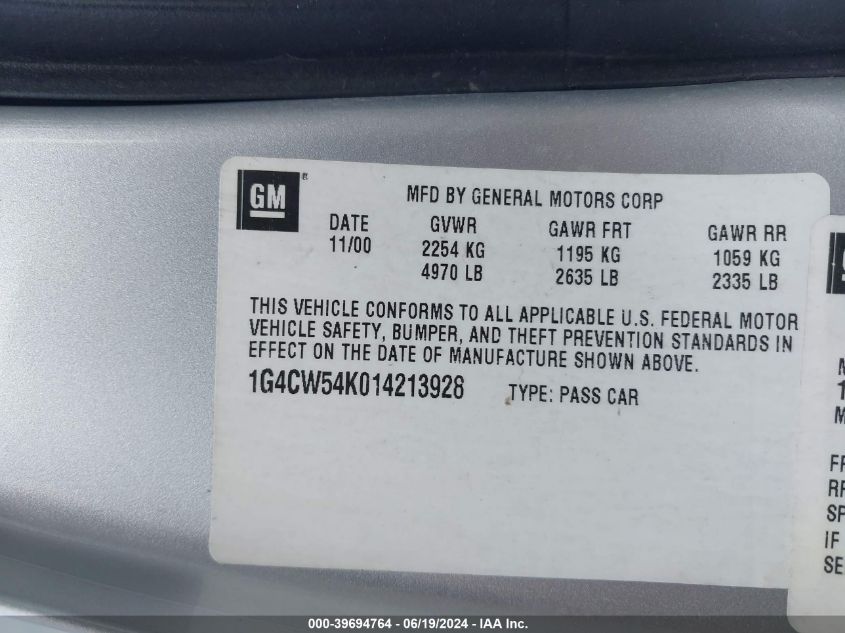 GM ®
MFD BY GENERAL MOTORS CORP
DATE GVWR GAWR FRT GAWR RR
11/00 2254 KG 1195 KG 1059 KG
4970 LB 2635 LB 2335 LB
THIS VEHICLE CONFORMS TO ALL APPLICABLE U.S. FEDERAL MOTOR
VEHICLE SAFETY, BUMPER, AND THEFT PREVENTION STANDARDS IN
EFFECT ON THE DATE OF MANUFACTURE SHOWN ABOVE.
1G4CW54K014213928 TYPE: PASS CAR
IF
000-39694764 - 06/19/2024 - IAA Inc.